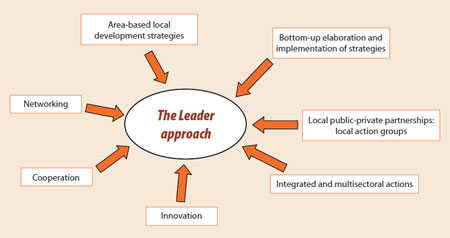 Area-based local
development strategies
Bottom-up elaboration and
implementation of strategies
Networking
The Leader
approach
Local public-private partnerships:
local action groups
Cooperation
Integrated and multisectoral actions
Innovation